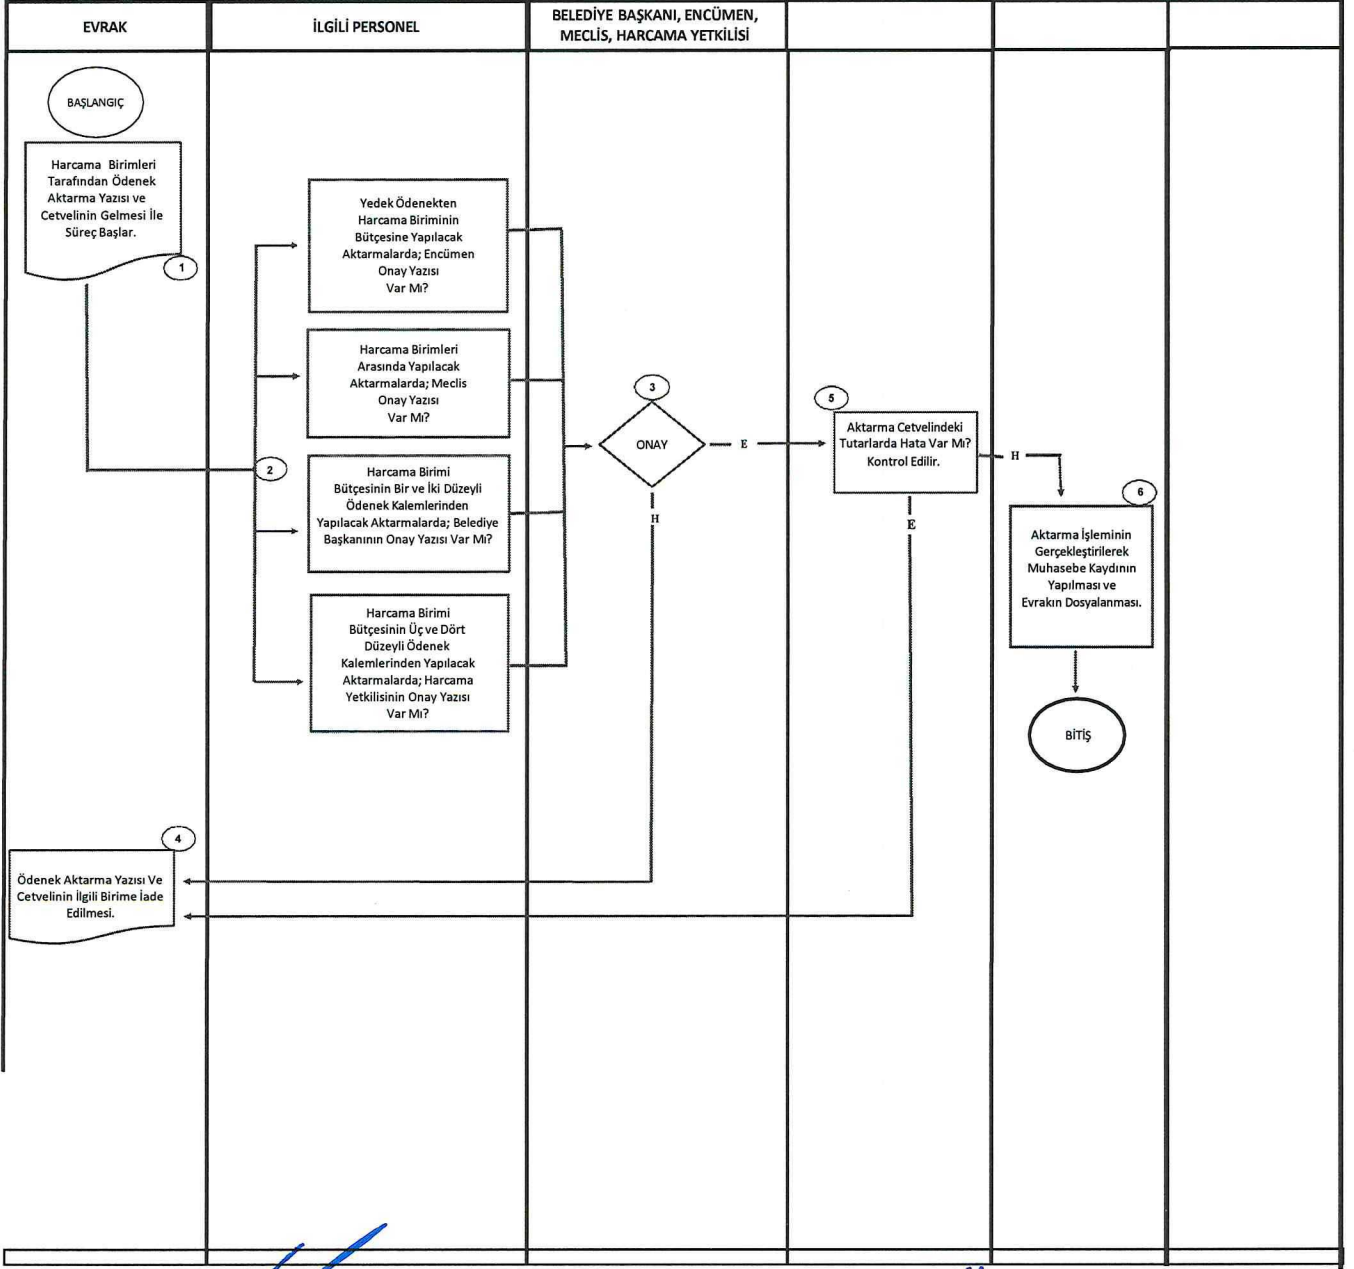 EVRAK
İLGİLİ PERSONEL
BELEDİYE BAŞKANI, ENCÜMEN,
MECLİS, HARCAMA YETKİLİSİ
BAŞLANGIÇ
Harcama Birimleri
Tarafından Ödenek
Aktarma Yazısı ve
Cetvelinin Gelmesi İle
Süreç Başlar.
1
2
Yedek Ödenekten
Harcama Biriminin
Bütçesine Yapılacak
Aktarmalarda; Encümen
Onay Yazısı
Var Mı?
Harcama Birimleri
Arasında Yapılacak
Aktarmalarda; Meclis
Onay Yazısı
Var Mı?
Harcama Birimi
Bütçesinin Bir ve İki Düzeyli
Ödenek Kalemlerinden
Yapılacak Aktarmalarda; Belediye
Başkanının Onay Yazısı Var Mı?
Harcama Birimi
Bütçesinin Üç ve Dört
Düzeyli Ödenek
Kalemlerinden Yapılacak
Aktarmalarda; Harcama
Yetkilisinin Onay Yazısı
Var Mı?
3
ONAY
E
H
5
Aktarma Cetvelindeki
Tutarlarda Hata Var Mı?
Kontrol Edilir.
H
E
6
Aktarma İşleminin
Gerçekleştirilerek
Muhasebe Kaydının
Yapılması ve
Evrakın Dosyalanması.
BİTİŞ
4
Ödenek Aktarma Yazısı Ve
Cetvelinin İlgili Birime İade
Edilmesi.